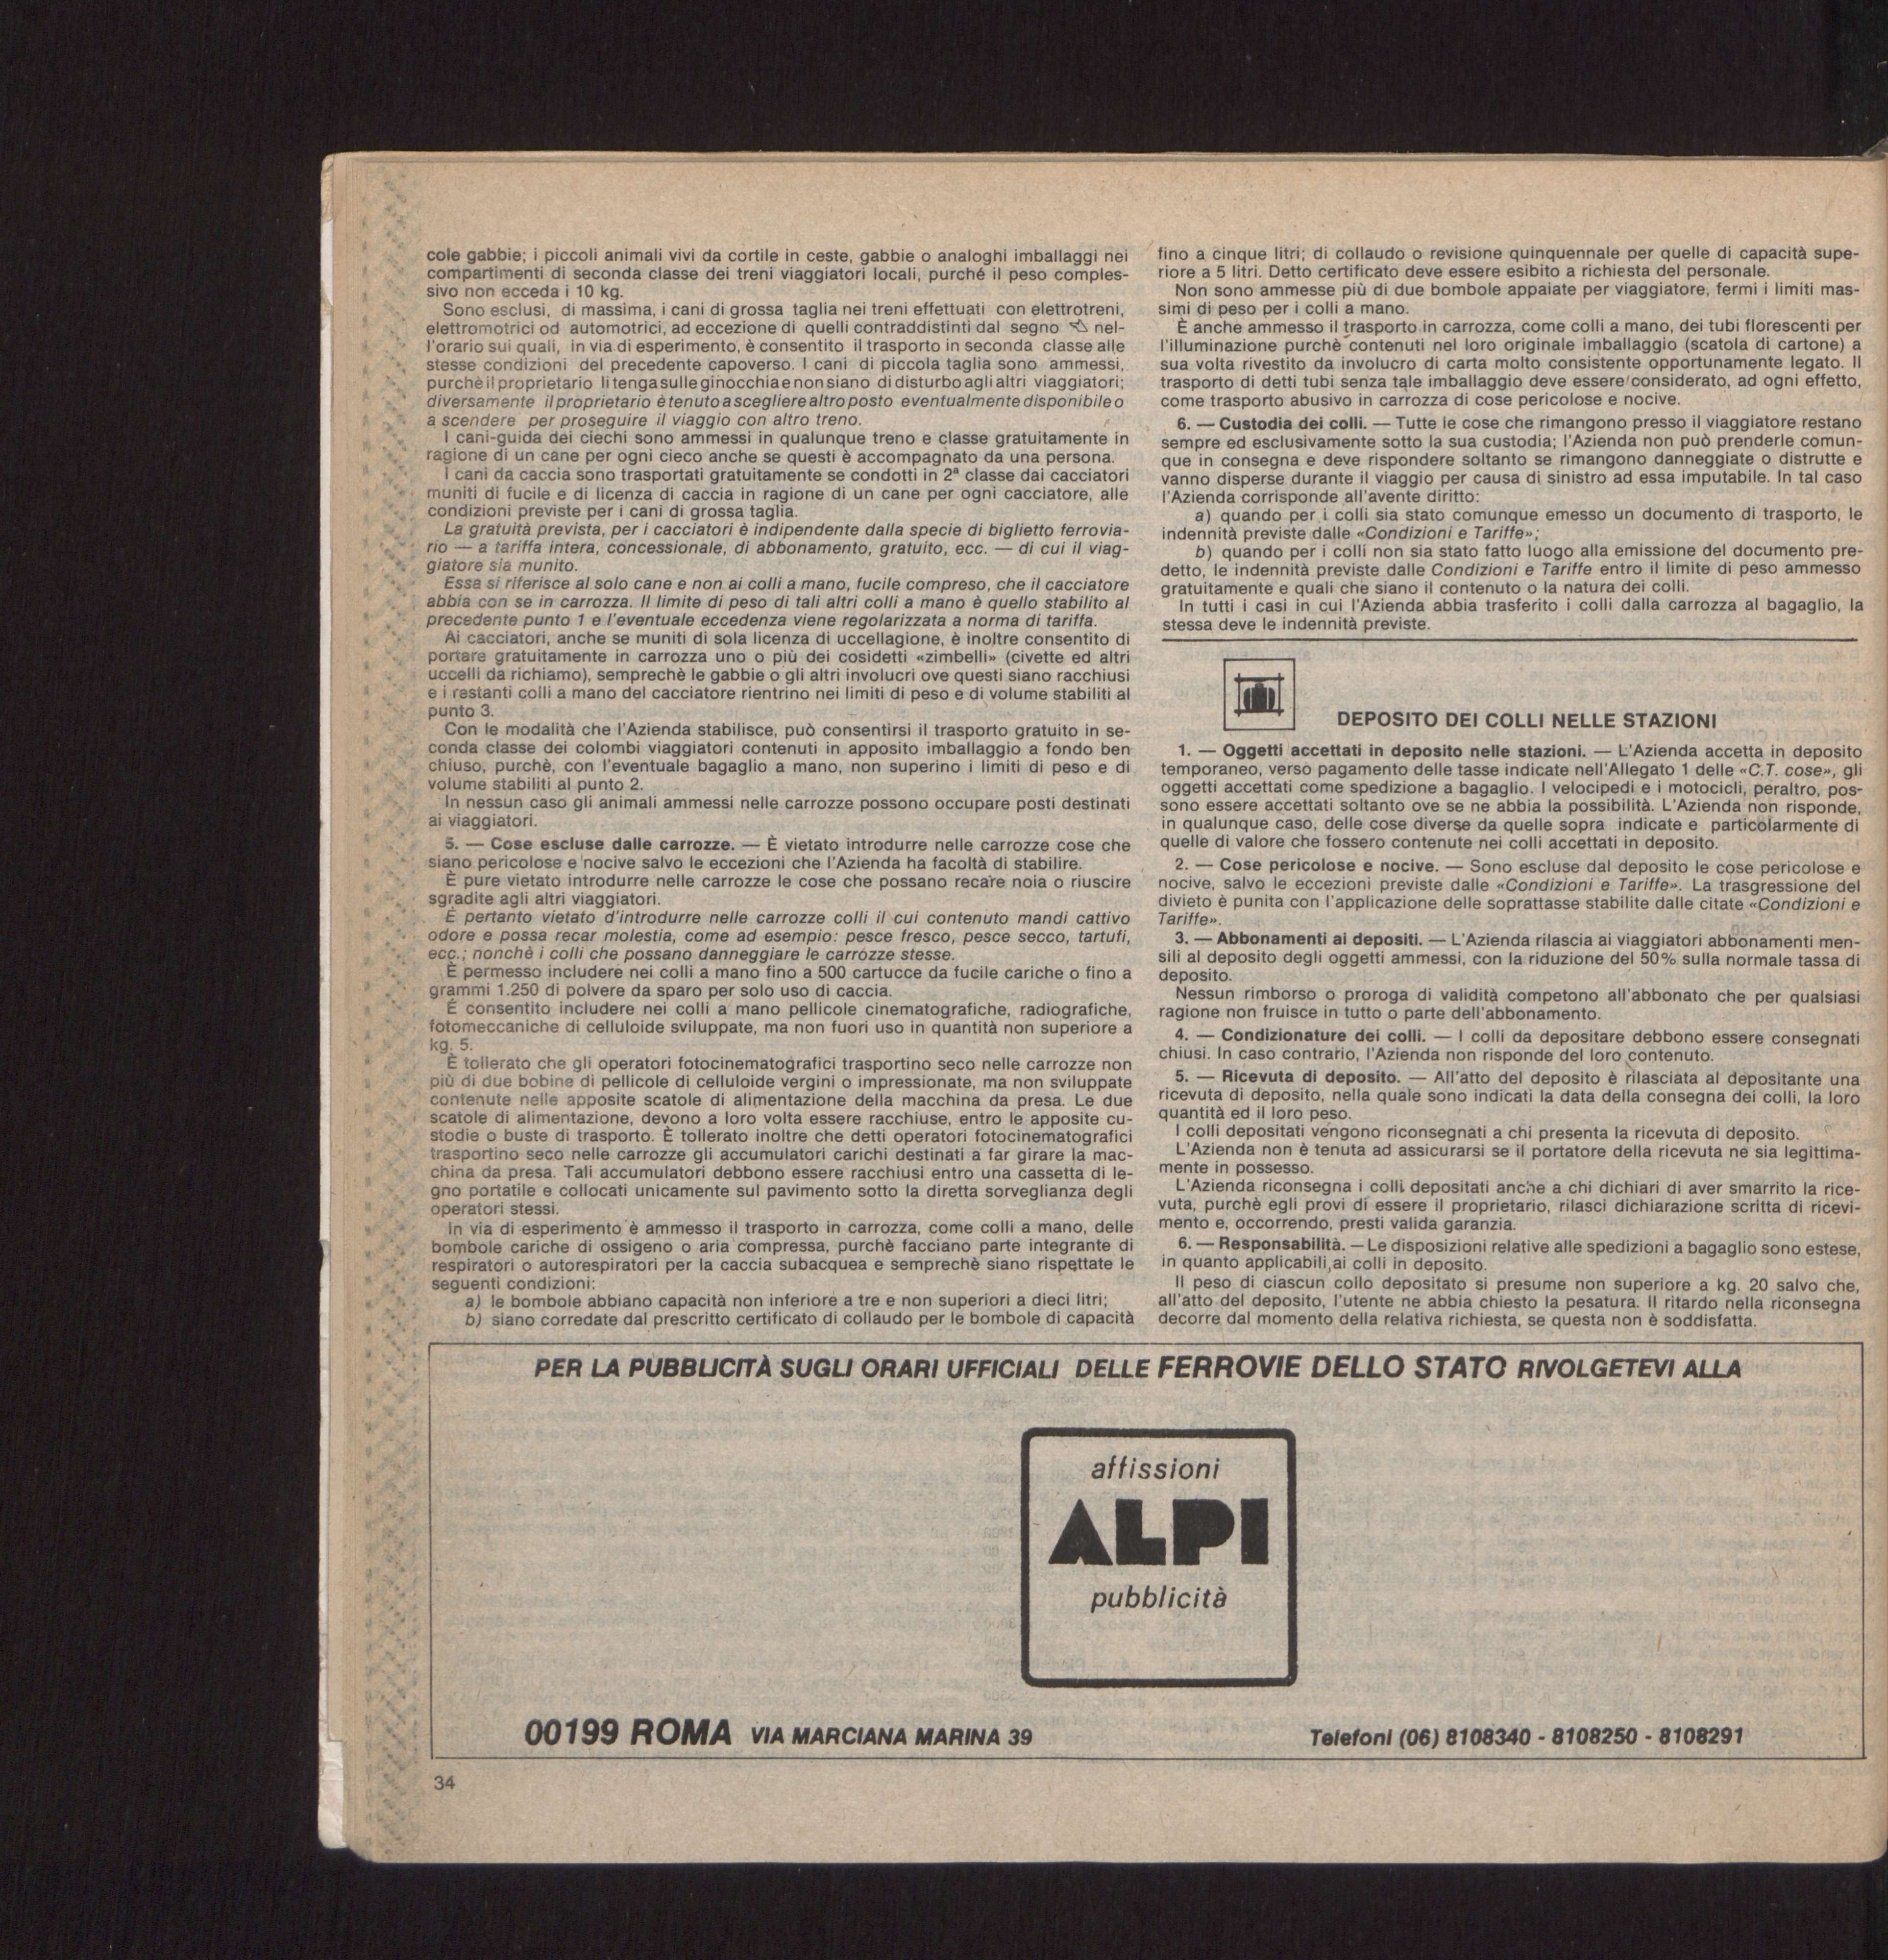 cole gabbie; i piccoli animali vivi da cortile in ceste, gabbie o analoghi imballaggi nei
compartimenti di seconda classe dei treni viaggiatori locali, purché il peso comples-
sivo non ecceda i 10 kg.
Sono esclusi, di massima, i cani di grossa taglia nei treni effettuati con elettrotreni,
elettromotrici od automotrici, ad eccezione di quelli contraddistinti dal segno nel-
l'orario sui quali, in via di esperimento, è consentito il trasporto in seconda classe alle
stesse condizioni del precedente capoverso. I cani di piccola taglia sono ammessi,
purchè il proprietario li tenga sulle ginocchia e non siano di disturbo agli altri viaggiatori;
diversamente il proprietario è tenuto a scegliere altro posto eventualmente disponibile o
a scendere per proseguire il viaggio con altro treno.
I cani-guida dei ciechi sono ammessi in qualunque treno e classe gratuitamente in
ragione di un cane per ogni cieco anche se questi è accompagnato da una persona.
I cani da caccia sono trasportati gratuitamente se condotti in 2ª classe dai cacciatori
muniti di fucile e di licenza di caccia in ragione di un cane per ogni cacciatore, alle
condizioni previste per i cani di grossa taglia.
La gratuità prevista, per i cacciatori è indipendente dalla specie di biglietto ferrovia-
rio — a tariffa intera, concessionale, di abbonamento, gratuito, ecc. — di cui il viag-
giatore sia munito.
Essa si riferisce al solo cane e non ai colli a mano, fucile compreso, che il cacciatore
abbia con se in carrozza. Il limite di peso di tali altri colli a mano è quello stabilito al
precedente punto 1 e l'eventuale eccedenza viene regolarizzata a norma di tariffa.
Ai cacciatori, anche se muniti di sola licenza di uccellagione, è inoltre consentito di
portare gratuitamente in carrozza uno o più dei cosidetti «zimbelli» (civette ed altri
uccelli da richiamo), semprechè le gabbie o gli altri involucri ove questi siano racchiusi
e i restanti colli a mano del cacciatore rientrino nei limiti di peso e di volume stabiliti al
punto 3.
Con le modalità che l'Azienda stabilisce, può consentirsi il trasporto gratuito in se-
conda classe dei colombi viaggiatori contenuti in apposito imballaggio a fondo ben
chiuso, purchè, con l'eventuale bagaglio a mano, non superino i limiti di peso e di
volume stabiliti al punto 2.
In nessun caso gli animali ammessi nelle carrozze possono occupare posti destinati
ai viaggiatori.
5. — Cose escluse dalle carrozze. — È vietato introdurre nelle carrozze cose che
siano pericolose e nocive salvo le eccezioni che l'Azienda ha facoltà di stabilire.
È pure vietato introdurre nelle carrozze le cose che possano recare noia o riuscire
sgradite agli altri viaggiatori.
È pertanto vietato d'introdurre nelle carrozze colli il cui contenuto mandi cattivo
odore e possa recar molestia, come ad esempio: pesce fresco, pesce secco, tartufi,
ecc.; nonchè i colli che possano danneggiare le carrozze stesse.
È permesso includere nei colli a mano fino a 500 cartucce da fucile cariche o fino a
grammi 1.250 di polvere da sparo per solo uso di caccia.
É consentito includere nei colli a mano pellicole cinematografiche, radiografiche,
fotomeccaniche di celluloide sviluppate, ma non fuori uso in quantità non superiore a
kg. 5.
È tollerato che gli operatori fotocinematografici trasportino seco nelle carrozze non
più di due bobine di pellicole di celluloide vergini o impressionate, ma non sviluppate
contenute nelle apposite scatole di alimentazione della macchina da presa. Le due
scatole di alimentazione, devono a loro volta essere racchiuse, entro le apposite cu-
stodie o buste di trasporto. È tollerato inoltre che detti operatori fotocinematografici
trasportino seco nelle carrozze gli accumulatori carichi destinati a far girare la mac-
china da presa. Tali accumulatori debbono essere racchiusi entro una cassetta di le-
gno portatile e collocati unicamente sul pavimento sotto la diretta sorveglianza degli
operatori stessi.
In via di esperimento è ammesso il trasporto in carrozza, come colli a mano, delle
bombole cariche di ossigeno o aria compressa, purchè facciano parte integrante di
respiratori o autorespiratori per la caccia subacquea e semprechè siano rispettate le
seguenti condizioni:
a) le bombole abbiano capacità non inferiore a tre e non superiori a dieci litri;
b) siano corredate dal prescritto certificato di collaudo per le bombole di capacità
fino a cinque litri; di collaudo o revisione quinquennale per quelle di capacità supe-
riore a 5 litri. Detto certificato deve essere esibito a richiesta del personale.
Non sono ammesse più di due bombole appaiate per viaggiatore, fermi i limiti mas-
simi di peso per i colli a mano.
È anche ammesso il trasporto in carrozza, come colli a mano, dei tubi florescenti per
l'illuminazione purchè contenuti nel loro originale imballaggio (scatola di cartone) a
sua volta rivestito da involucro di carta molto consistente opportunamente legato. Il
trasporto di detti tubi senza tale imballaggio deve essere considerato, ad ogni effetto,
come trasporto abusivo in carrozza di cose pericolose e nocive.
6. — Custodia dei colli. — Tutte le cose che rimangono presso il viaggiatore restano
sempre ed esclusivamente sotto la sua custodia; l'Azienda non può prenderle comun-
que in consegna e deve rispondere soltanto se rimangono danneggiate o distrutte e
vanno disperse durante il viaggio per causa di sinistro ad essa imputabile. In tal caso
l'Azienda corrisponde all'avente diritto:
a) quando per i colli sia stato comunque emesso un documento di trasporto, le
indennità previste dalle «Condizioni e Tariffe»;
b) quando per i colli non sia stato fatto luogo alla emissione del documento pre-
detto, le indennità previste dalle Condizioni e Tariffe entro il limite di peso ammesso
gratuitamente e quali che siano il contenuto o la natura dei colli.
In tutti i casi in cui l'Azienda abbia trasferito i colli dalla carrozza al bagaglio, la
stessa deve le indennità previste.
DEPOSITO DEI COLLI NELLE STAZIONI
1. — Oggetti accettati in deposito nelle stazioni. — L'Azienda accetta in deposito
temporaneo, verso pagamento delle tasse indicate nell'Allegato 1 delle «C.T. cose», gli
oggetti accettati come spedizione a bagaglio. I velocipedi e i motocicli, peraltro, pos-
sono essere accettati soltanto ove se ne abbia la possibilità. L'Azienda non risponde,
in qualunque caso, delle cose diverse da quelle sopra indicate e particolarmente di
quelle di valore che fossero contenute nei colli accettati in deposito.
2. — Cose pericolose e nocive. — Sono escluse dal deposito le cose pericolose e
nocive, salvo le eccezioni previste dalle «Condizioni e Tariffe». La trasgressione del
divieto è punita con l'applicazione delle soprattasse stabilite dalle citate «Condizioni e
Tariffe».
3. — Abbonamenti ai depositi. — L'Azienda rilascia ai viaggiatori abbonamenti men-
sili al deposito degli oggetti ammessi, con la riduzione del 50% sulla normale tassa di
deposito.
Nessun rimborso o proroga di validità competono all'abbonato che per qualsiasi
ragione non fruisce in tutto o parte dell'abbonamento.
4. — Condizionature dei colli. — I colli da depositare debbono essere consegnati
chiusi. In caso contrario, l'Azienda non risponde del loro contenuto.
5. — Ricevuta di deposito. — All'atto del deposito è rilasciata al depositante una
ricevuta di deposito, nella quale sono indicati la data della consegna dei colli, la loro
quantità ed il loro peso.
I colli depositati vengono riconsegnati a chi presenta la ricevuta di deposito.
L'Azienda non è tenuta ad assicurarsi se il portatore della ricevuta ne sia legittima-
mente in possesso.
L'Azienda riconsegna i colli depositati anche a chi dichiari di aver smarrito la rice-
vuta, purchè egli provi di essere il proprietario, rilasci dichiarazione scritta di ricevi-
mento e, occorrendo, presti valida garanzia.
6. — Responsabilità. — Le disposizioni relative alle spedizioni a bagaglio sono estese,
in quanto applicabili, ai colli in deposito.
Il peso di ciascun collo depositato si presume non superiore a kg. 20 salvo che,
all'atto del deposito, l'utente ne abbia chiesto la pesatura. Il ritardo nella riconsegna
decorre dal momento della relativa richiesta, se questa non è soddisfatta.
PER LA PUBBLICITÀ SUGLI ORARI UFFICIALI DELLE FERROVIE DELLO STATO RIVOLGETEVI ALLA
affissioni
ALPI
pubblicità
00199 ROMA VIA MARCIANA MARINA 39
Telefoni (06) 8108340 - 8108250 - 8108291
34